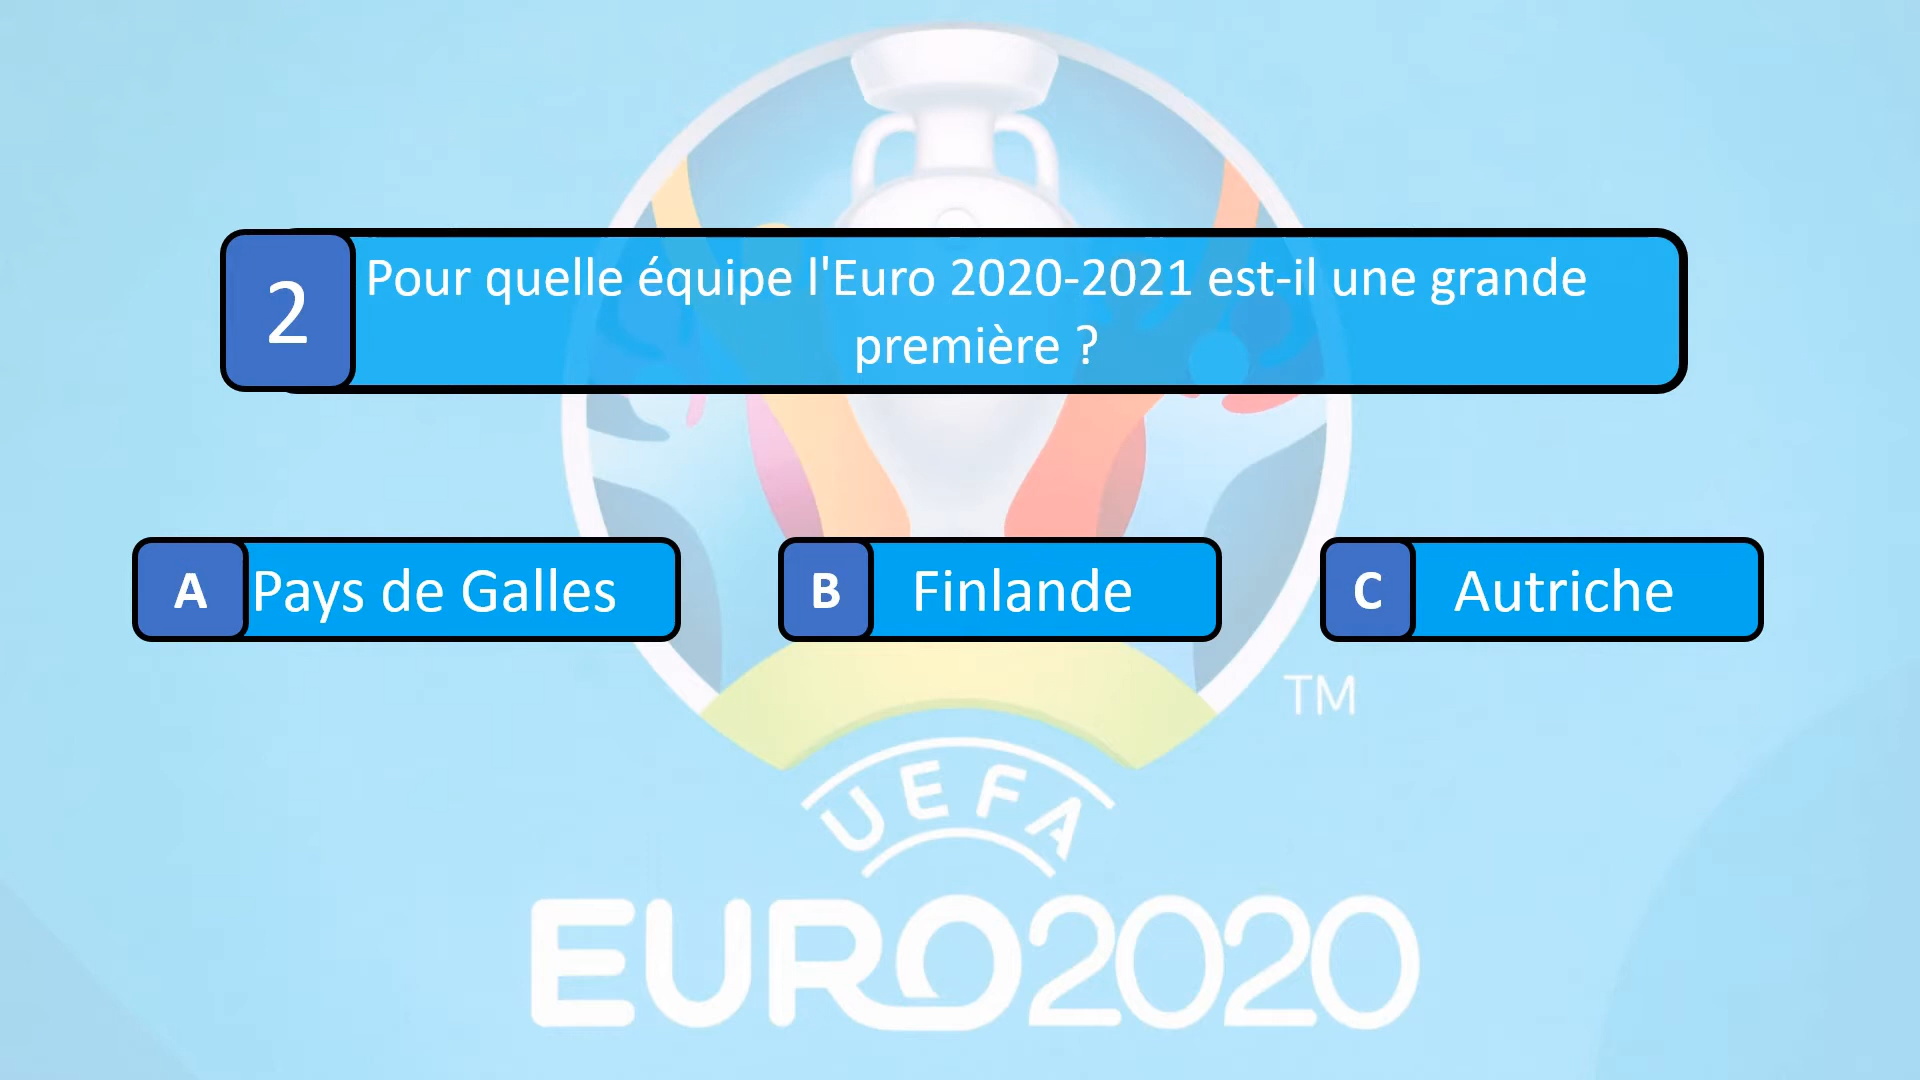 2
Pour quelle équipe l'Euro 2020-2021 est-il une grande
première ?
A Pays de Galles
B Finlande
C Autriche
TM
UEFA
EURO2020